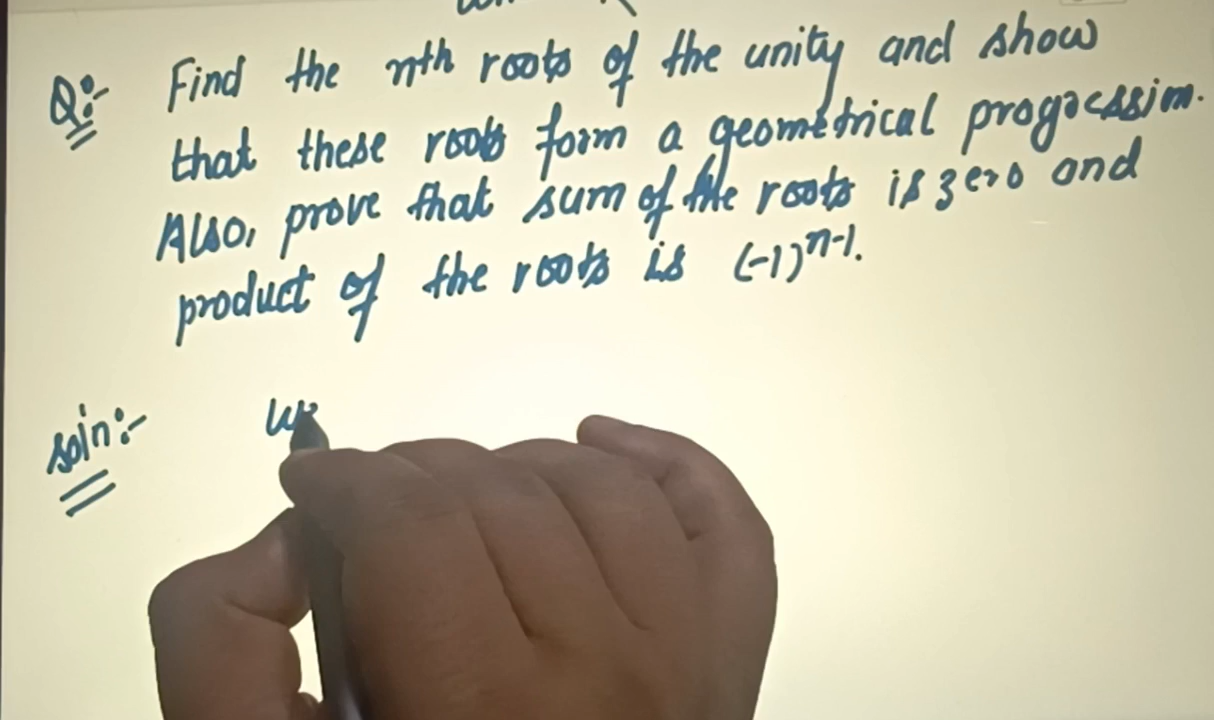 Q:- Find the nth roots of the unity and show
that these roots form a geometrical progression.
Also, prove that sum of the roots is zero and
product of the roots is (-1)^n-1.
Soln:- We